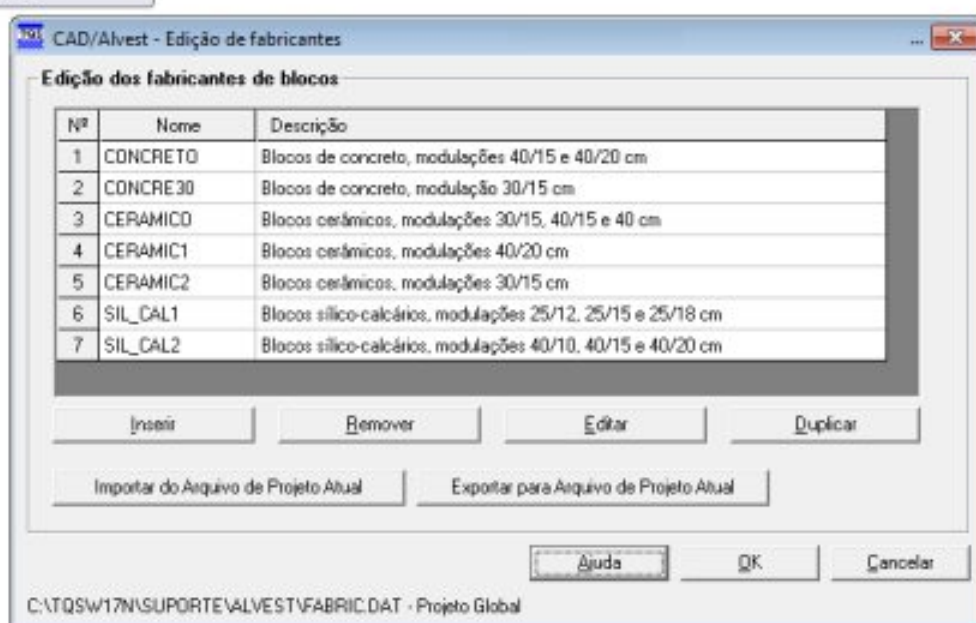 CAD/Alvest - Edição de fabricantes ...
Edição dos fabricantes de blocos
Nº Nome Descrição
1 CONCRETO Blocos de concreto, modulações 40/15 e 40/20 cm
2 CONCRE30 Blocos de concreto, modulação 30/15 cm
3 CERAMICO Blocos cerâmicos, modulações 30/15, 40/15 e 40 cm
4 CERAMIC1 Blocos cerâmicos, modulações 40/20 cm
5 CERAMIC2 Blocos cerâmicos, modulações 30/15 cm
6 SIL_CAL1 Blocos sílico-calcários, modulações 25/12, 25/15 e 25/18 cm
7 SIL_CAL2 Blocos sílico-calcários, modulações 40/10, 40/15 e 40/20 cm
Inserir Remover Editar Duplicar
Importar do Arquivo de Projeto Atual Exportar para Arquivo de Projeto Atual
Ajuda OK Cancelar
C:\TQSW17N\SUPORTE\ALVEST\FABRIC.DAT - Projeto Global